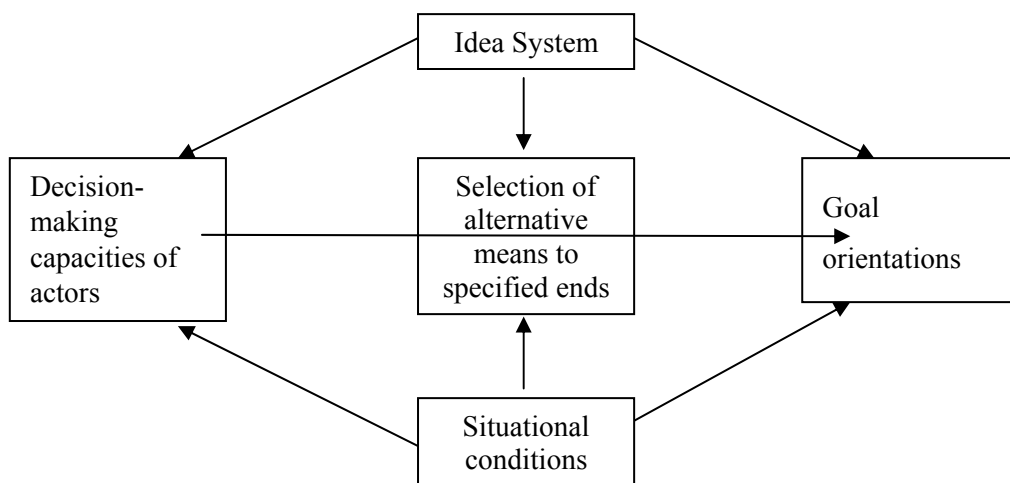 Idea System
Decision-
making
capacities of
actors
Selection of
alternative
means to
specified ends
Goal
orientations
Situational
conditions